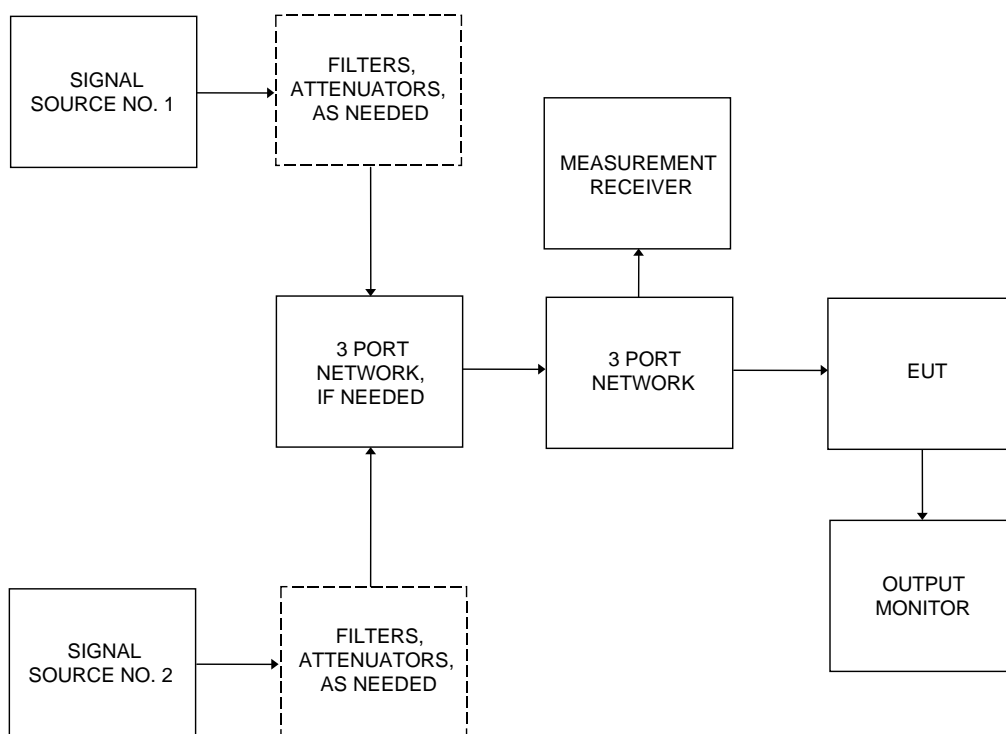 SIGNAL
SOURCE NO. 1
FILTERS,
ATTENUATORS,
AS NEEDED
MEASUREMENT
RECEIVER
3 PORT
NETWORK,
IF NEEDED
3 PORT
NETWORK
EUT
OUTPUT
MONITOR
SIGNAL
SOURCE NO. 2
FILTERS,
ATTENUATORS,
AS NEEDED